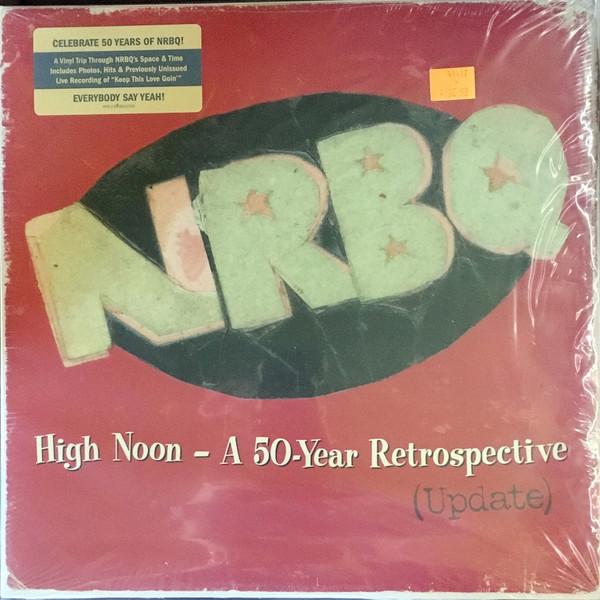 CELEBRATE 50 YEARS OF NRBQ!
A Vinyl Trip Through NRBQ's Space & Time
Includes Photos, Hits & Previously Unissued
Live Recording of "Keep This Love Goin'"
EVERYBODY SAY YEAH!
NRBQ
High Noon – A 50-Year Retrospective
(Update)